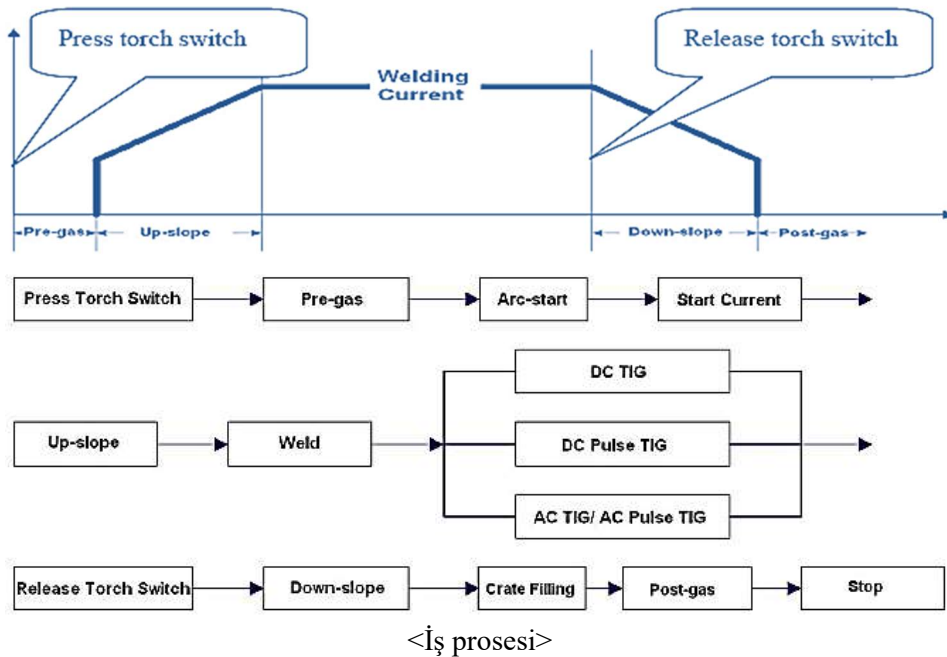 Press torch switch
Release torch switch
Welding
Current
Pre-gas
Up-slope
Down-slope
Post-gas
Press Torch Switch
Pre-gas
Arc-start
Start Current
DC TIG
Up-slope
Weld
DC Pulse TIG
AC TIG/ AC Pulse TIG
Release Torch Switch
Down-slope
Crate Filling
Post-gas
Stop
<İş prosesi>